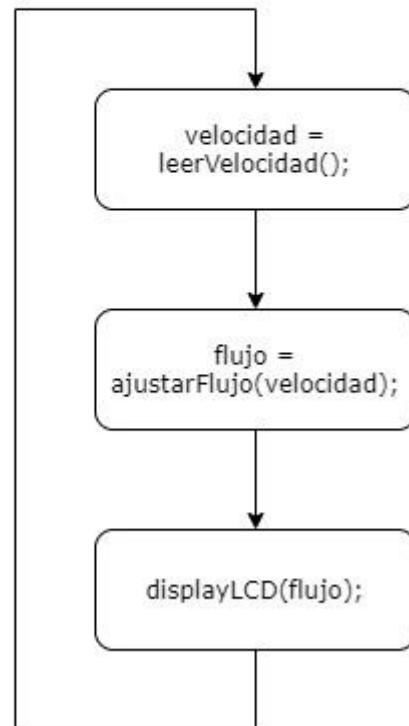 velocidad =
leerVelocidad();
flujo =
ajustarFlujo(velocidad);
displayLCD(flujo);